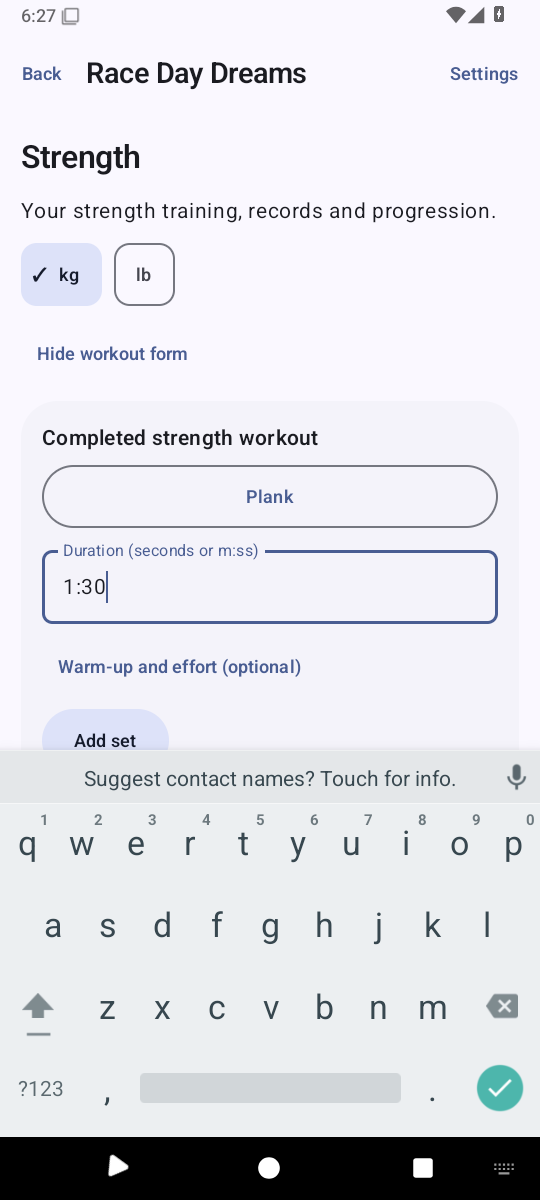 6:27
Back Race Day Dreams Settings
Strength
Your strength training, records and progression.
✓ kg lb
Hide workout form
Completed strength workout
Plank
Duration (seconds or m:ss)
1:30
Warm-up and effort (optional)
Add set
Suggest contact names? Touch for info.
1 2 3 4 5 6 7 8 9 0
q w e r t y u i o p
a s d f g h j k l
z x c v b n m
?123 , .